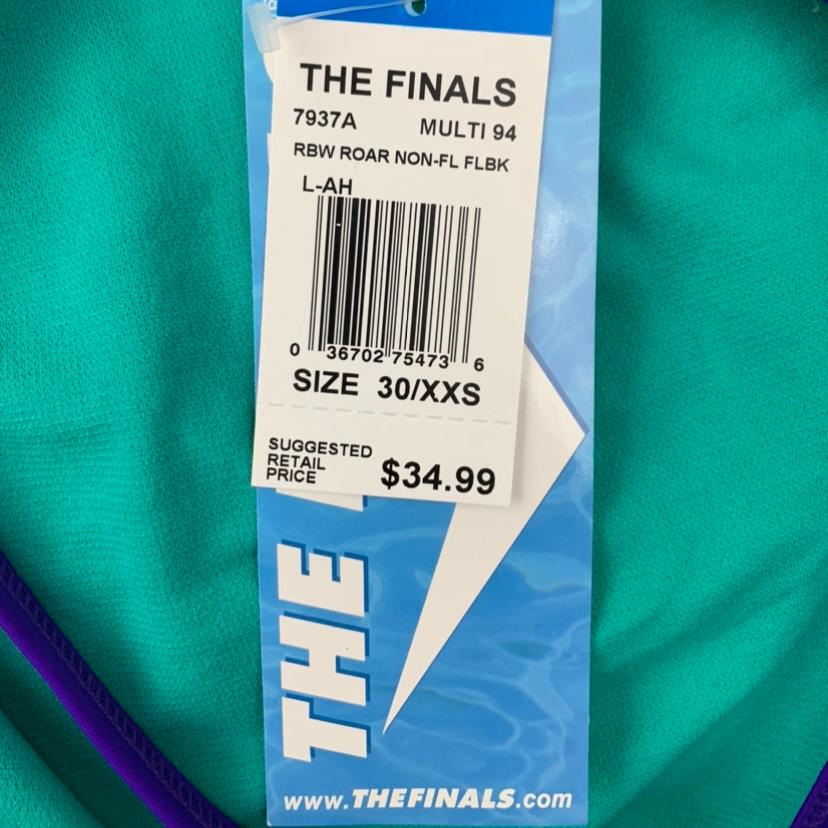 THE FINALS
7937A MULTI 94
RBW ROAR NON-FL FLBK
L-AH
0 36702 75473 6
SIZE 30/XXS
SUGGESTED
RETAIL
PRICE
$34.99
THE
www.THEFINALS.com